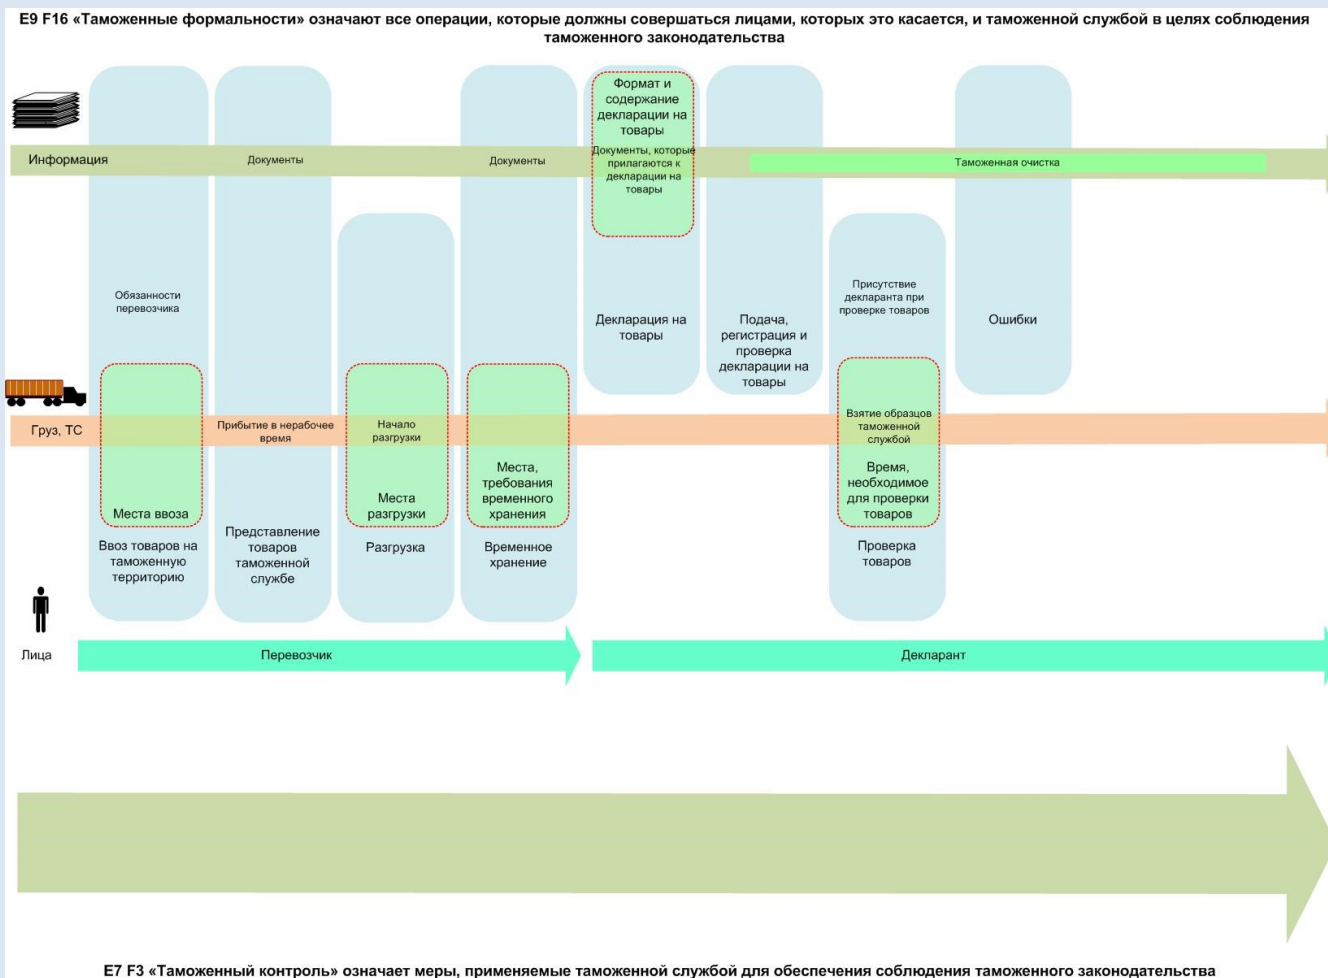 E9 F16 «Таможенные формальности» означают все операции, которые должны совершаться лицами, которых это касается, и таможенной службой в целях соблюдения
таможенного законодательства
Формат и
содержание
декларации на
товары
Информация
Документы
Документы
Документы, которые
прилагаются к
декларации на
товары
Таможенная очистка
Обязанности
перевозчика
Декларация на
товары
Подача,
регистрация и
проверка
декларации на
товары
Присутствие
декларанта при
проверке товаров
Ошибки
Груз, ТС
Прибытие в нерабочее
время
Начало
разгрузки
Взятие образцов
таможенной
службой
Места ввоза
Места
разгрузки
Места,
требования
временного
хранения
Время,
необходимое
для проверки
товаров
Ввоз товаров на
таможенную
территорию
Представление
товаров
таможенной
службе
Разгрузка
Временное
хранение
Проверка
товаров
Лица
Перевозчик
Декларант
E7 F3 «Таможенный контроль» означает меры, применяемые таможенной службой для обеспечения соблюдения таможенного законодательства